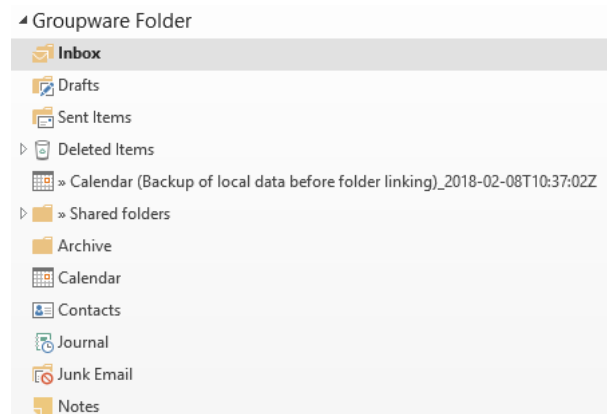 Groupware Folder
Inbox
Drafts
Sent Items
Deleted Items
» Calendar (Backup of local data before folder linking)_2018-02-08T10:37:02Z
» Shared folders
Archive
Calendar
Contacts
Journal
Junk Email
Notes